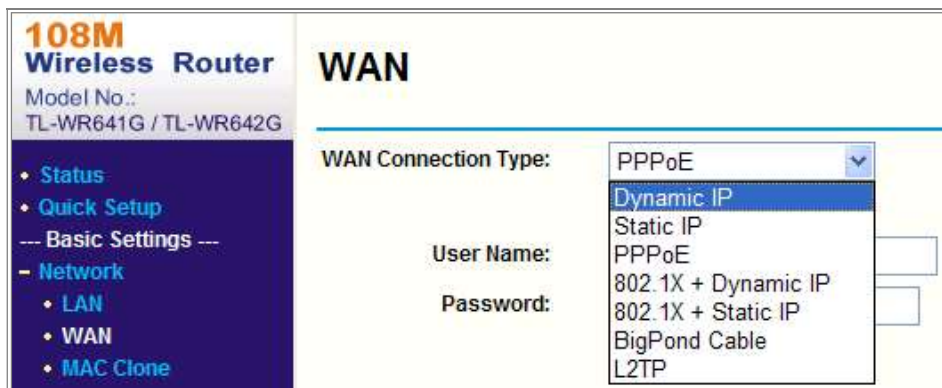 108M
Wireless Router
Model No.:
TL-WR641G / TL-WR642G
• Status
• Quick Setup
--- Basic Settings ---
– Network
• LAN
• WAN
• MAC Clone
WAN
WAN Connection Type: PPPoE
Dynamic IP
Static IP
PPPoE
802.1X + Dynamic IP
802.1X + Static IP
BigPond Cable
L2TP
User Name:
Password: